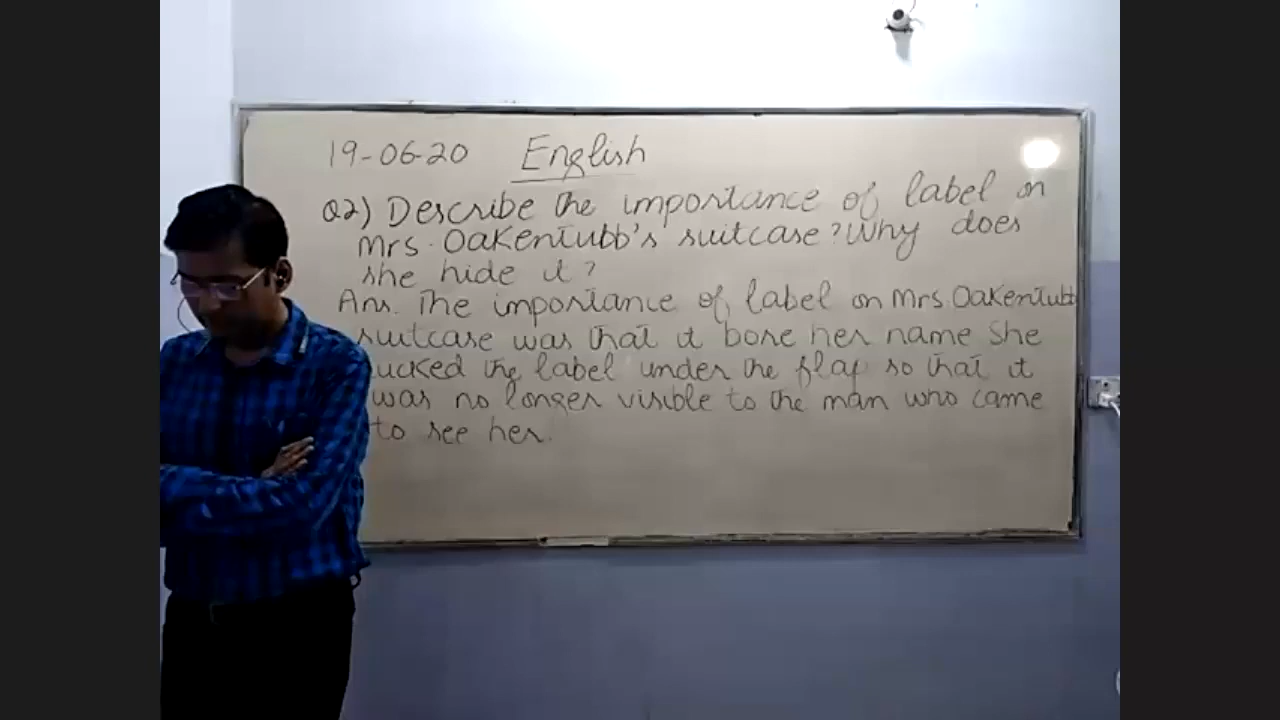 19-06-20 English
Q2) Describe the importance of label on
Mrs. Oakentubb's suitcase? Why does
she hide it?
Ans. The importance of label on Mrs. Oakentubb
suitcase was that it bore her name She
tucked the label under the flap so that it
was no longer visible to the man who came
to see her.